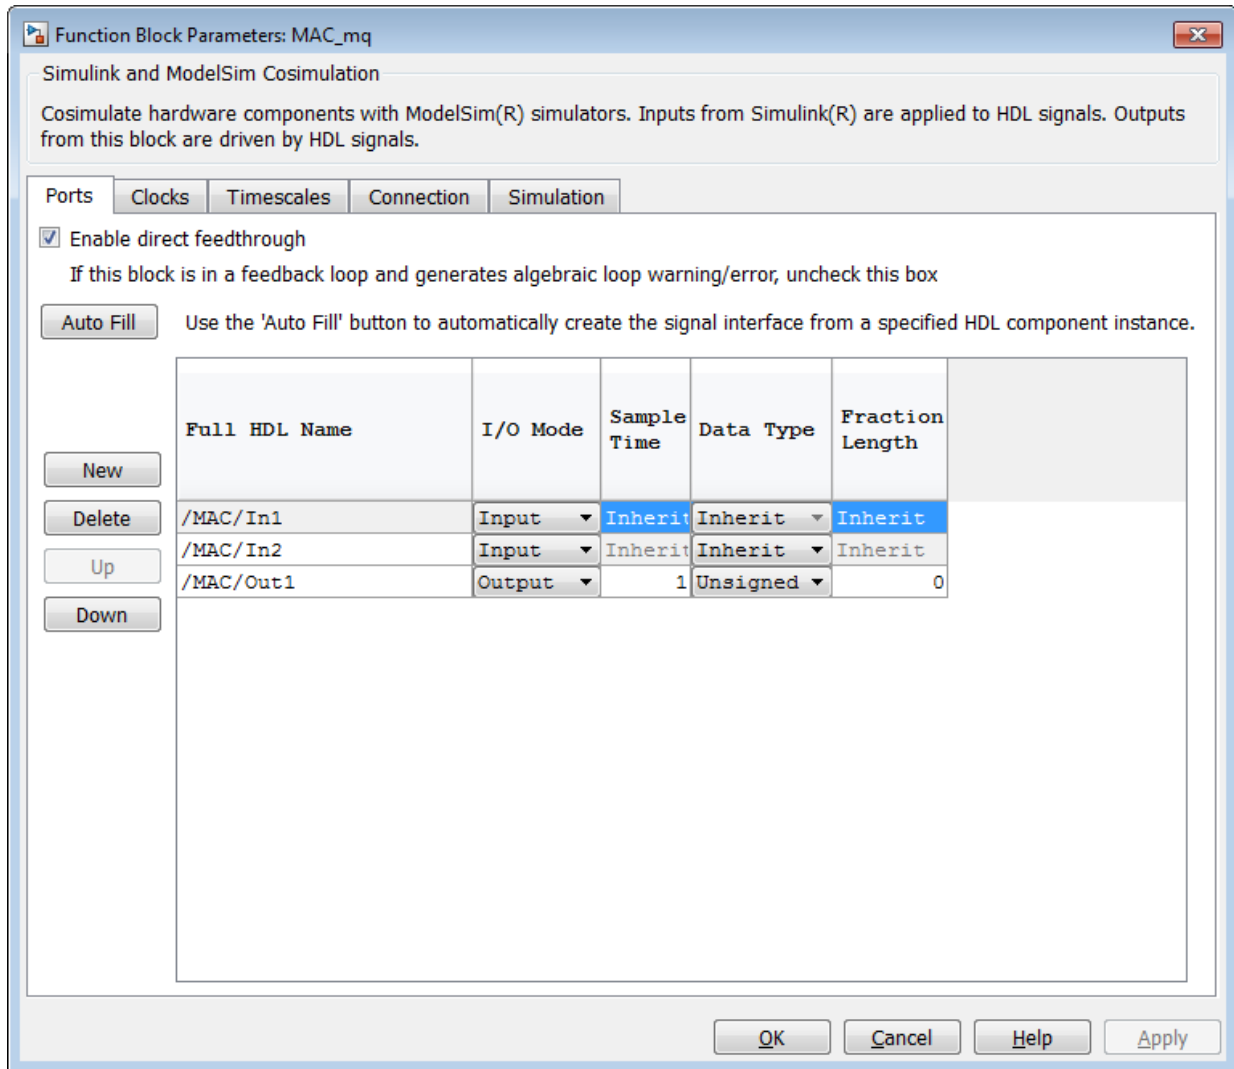 Function Block Parameters: MAC_mq
Simulink and ModelSim Cosimulation
Cosimulate hardware components with ModelSim(R) simulators. Inputs from Simulink(R) are applied to HDL signals. Outputs
from this block are driven by HDL signals.
Ports Clocks Timescales Connection Simulation
Enable direct feedthrough
If this block is in a feedback loop and generates algebraic loop warning/error, uncheck this box
Auto Fill Use the 'Auto Fill' button to automatically create the signal interface from a specified HDL component instance.
Full HDL Name I/O Mode Sample Time Data Type Fraction Length
New
Delete /MAC/In1 Input Inherit Inherit Inherit
/MAC/In2 Input Inherit Inherit Inherit
Up
/MAC/Out1 Output 1 Unsigned 0
Down
OK Cancel Help Apply